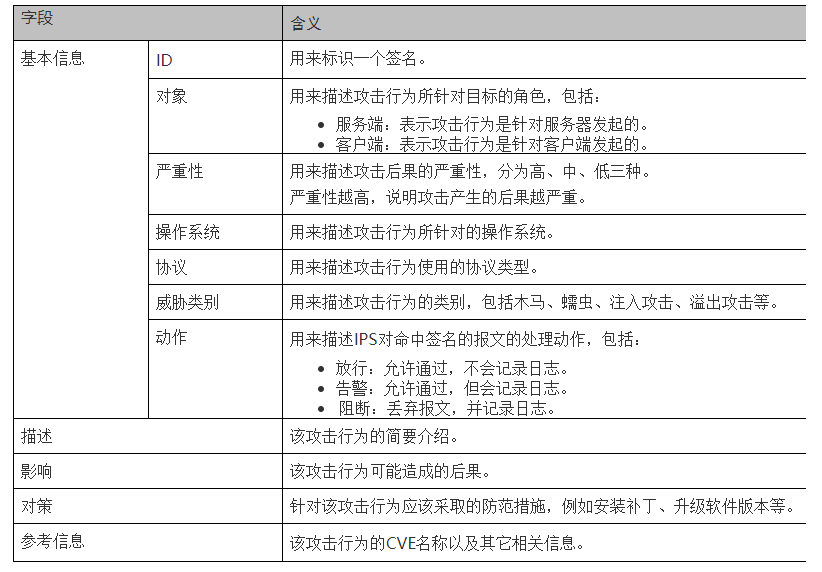 字段
含义
基本信息
ID
用来标识一个签名。
对象
用来描述攻击行为所针对目标的角色，包括：
• 服务端：表示攻击行为是针对服务器发起的。
• 客户端：表示攻击行为是针对客户端发起的。
严重性
用来描述攻击后果的严重性，分为高、中、低三种。
严重性越高，说明攻击产生的后果越严重。
操作系统
用来描述攻击行为所针对的操作系统。
协议
用来描述攻击行为使用的协议类型。
威胁类别
用来描述攻击行为的类别，包括木马、蠕虫、注入攻击、溢出攻击等。
动作
用来描述IPS对命中签名的报文的处理动作，包括：
• 放行：允许通过，不会记录日志。
• 告警：允许通过，但会记录日志。
• 阻断：丢弃报文，并记录日志。
描述
该攻击行为的简要介绍。
影响
该攻击行为可能造成的后果。
对策
针对该攻击行为应该采取的防范措施，例如安装补丁、升级软件版本等。
参考信息
该攻击行为的CVE名称以及其它相关信息。